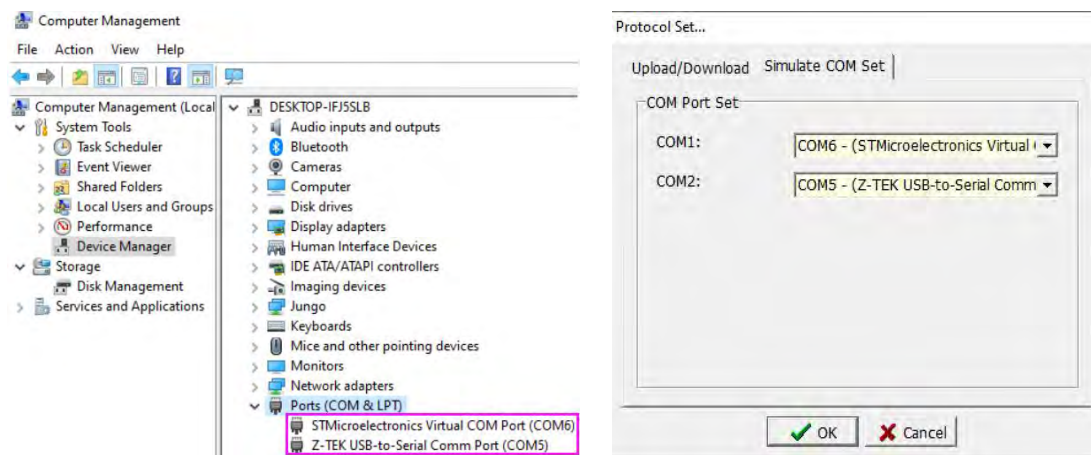 Computer Management
File Action View Help
Computer Management (Local
System Tools
Task Scheduler
Event Viewer
Shared Folders
Local Users and Groups
Performance
Device Manager
Storage
Disk Management
Services and Applications
DESKTOP-IFJ5SLB
Audio inputs and outputs
Bluetooth
Cameras
Computer
Disk drives
Display adapters
Human Interface Devices
IDE ATA/ATAPI controllers
Imaging devices
Jungo
Keyboards
Mice and other pointing devices
Monitors
Network adapters
Ports (COM & LPT)
STMicroelectronics Virtual COM Port (COM6)
Z-TEK USB-to-Serial Comm Port (COM5)
Protocol Set...
Upload/Download Simulate COM Set
COM Port Set
COM1: COM6 - (STMicroelectronics Virtual (
COM2: COM5 - (Z-TEK USB-to-Serial Comm
OK Cancel